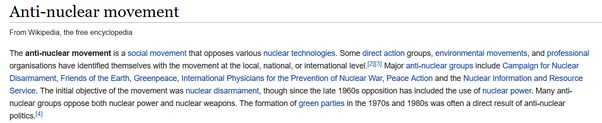 Anti-nuclear movement
From Wikipedia, the free encyclopedia
The anti-nuclear movement is a social movement that opposes various nuclear technologies. Some direct action groups, environmental movements, and professional
organisations have identified themselves with the movement at the local, national, or international level.[2][3] Major anti-nuclear groups include Campaign for Nuclear
Disarmament, Friends of the Earth, Greenpeace, International Physicians for the Prevention of Nuclear War, Peace Action and the Nuclear Information and Resource
Service. The initial objective of the movement was nuclear disarmament, though since the late 1960s opposition has included the use of nuclear power. Many anti-
nuclear groups oppose both nuclear power and nuclear weapons. The formation of green parties in the 1970s and 1980s was often a direct result of anti-nuclear
politics.[4]